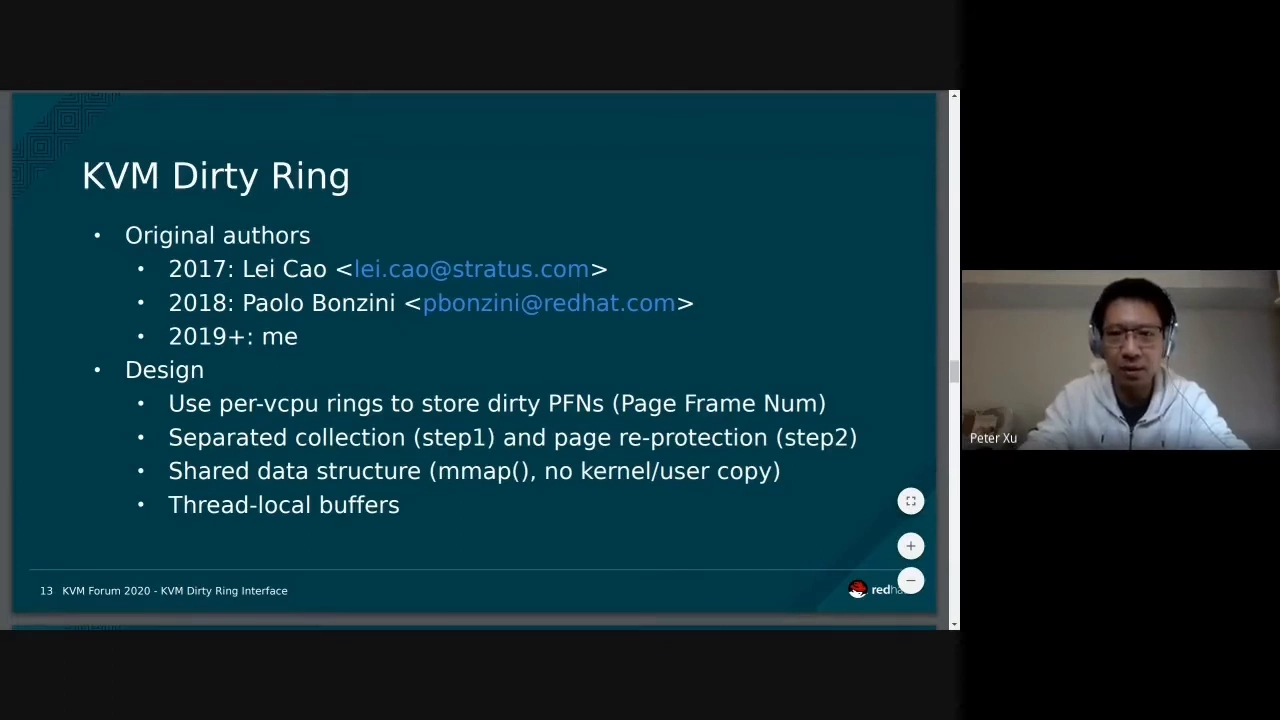 KVM Dirty Ring
• Original authors
• 2017: Lei Cao <lei.cao@stratus.com>
• 2018: Paolo Bonzini <pbonzini@redhat.com>
• 2019+: me
• Design
• Use per-vcpu rings to store dirty PFNs (Page Frame Num)
• Separated collection (step1) and page re-protection (step2)
• Shared data structure (mmap(), no kernel/user copy)
• Thread-local buffers
13 KVM Forum 2020 - KVM Dirty Ring Interface
Peter Xu